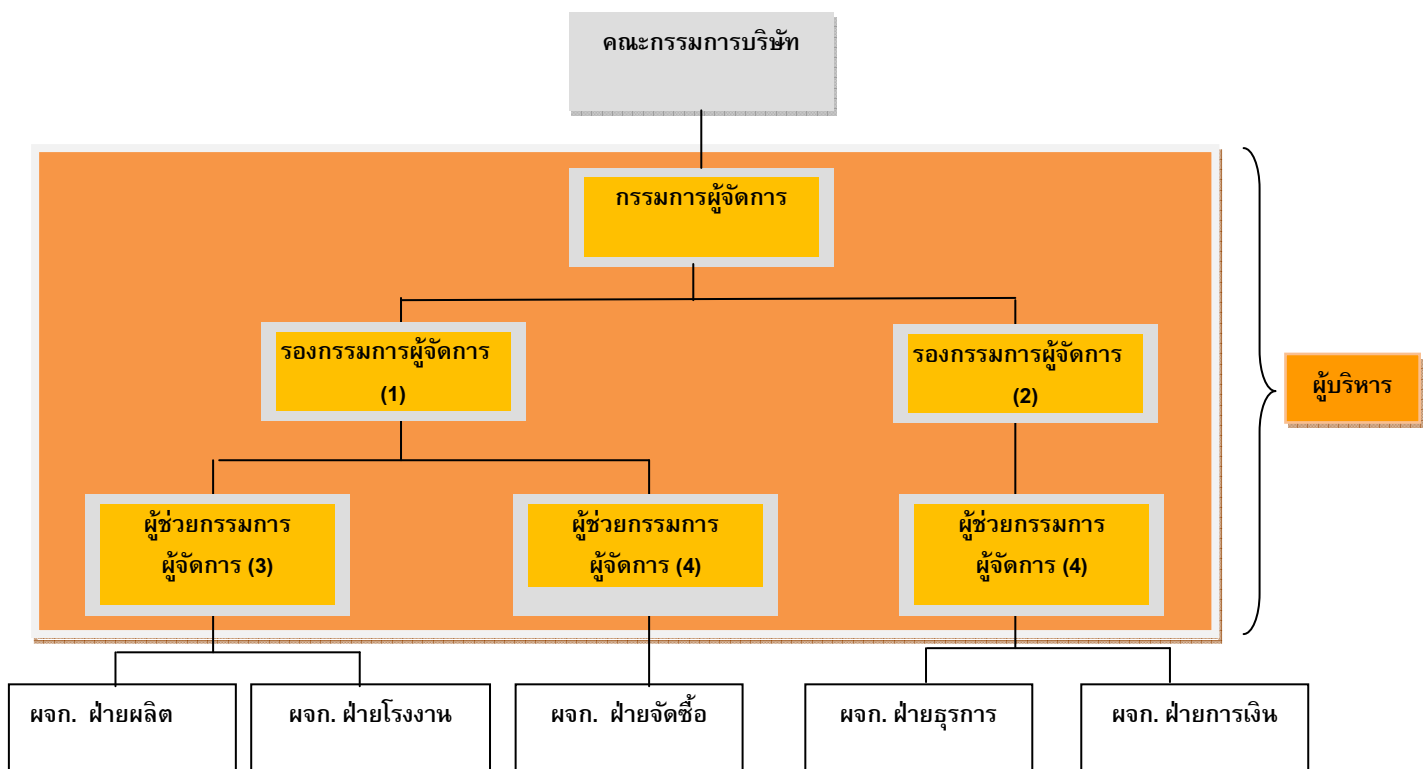 คณะกรรมการบริษัท
กรรมการผู้จัดการ
รองกรรมการผู้จัดการ
(1)
รองกรรมการผู้จัดการ
(2)
ผู้บริหาร
ผู้ช่วยกรรมการ
ผู้จัดการ (3)
ผู้ช่วยกรรมการ
ผู้จัดการ (4)
ผู้ช่วยกรรมการ
ผู้จัดการ (4)
ผจก. ฝ่ายผลิต
ผจก. ฝ่ายโรงงาน
ผจก. ฝ่ายจัดซื้อ
ผจก. ฝ่ายธุรการ
ผจก. ฝ่ายการเงิน